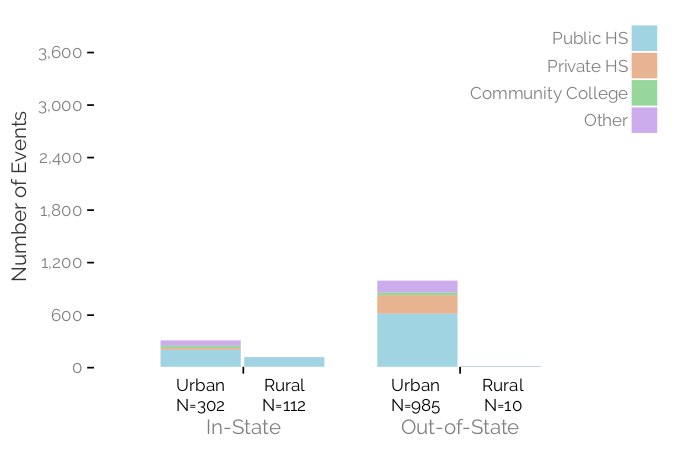 Public HS
Private HS
Community College
Other
Number of Events
3,600
3,000
2,400
1,800
1,200
600
0
Urban Rural Urban Rural
N=302 N=112 N=985 N=10
In-State Out-of-State